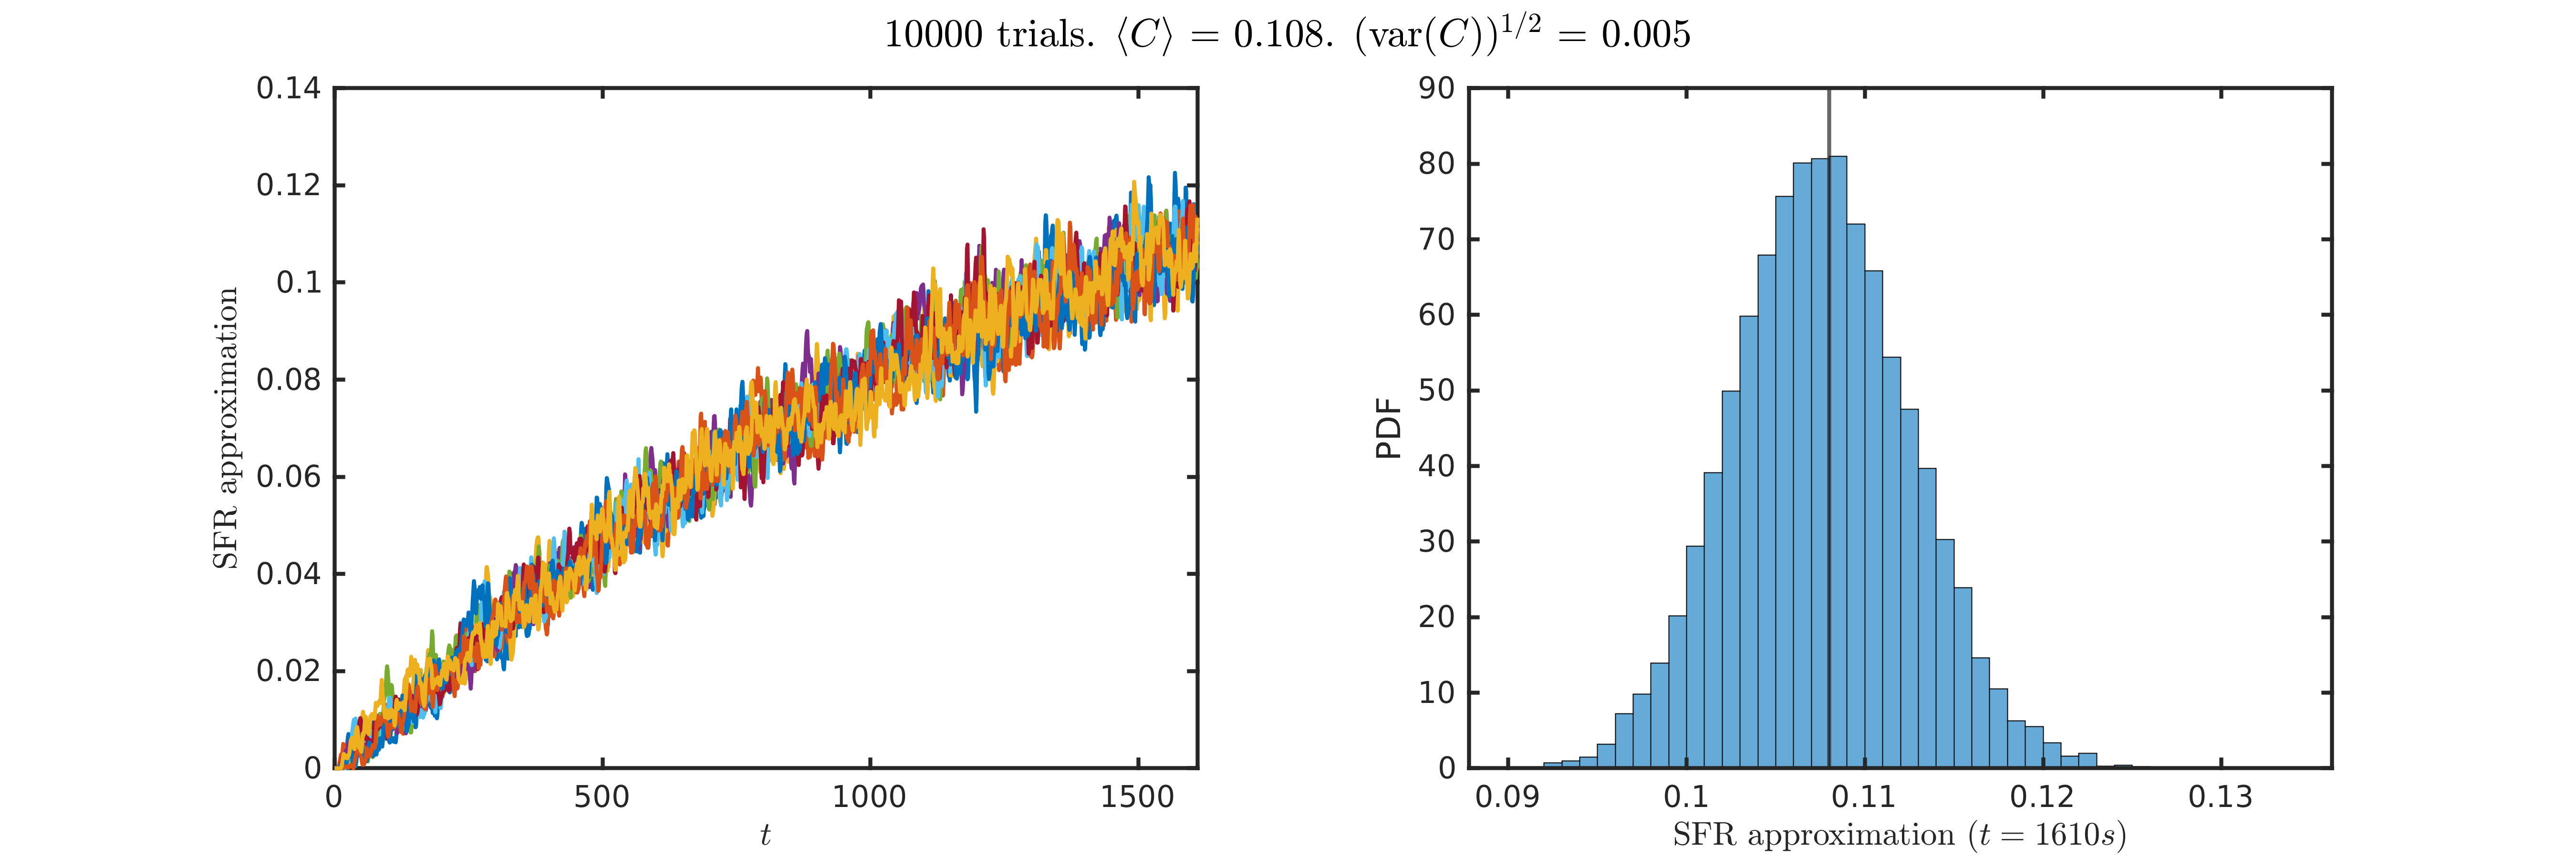 10000 trials. ⟨C⟩ = 0.108. (var(C))^{1/2} = 0.005
SFR approximation
0.14
0.12
0.1
0.08
0.06
0.04
0.02
0
0 500 1000 1500
t
PDF
90
80
70
60
50
40
30
20
10
0
0.09 0.1 0.11 0.12 0.13
SFR approximation (t = 1610s)